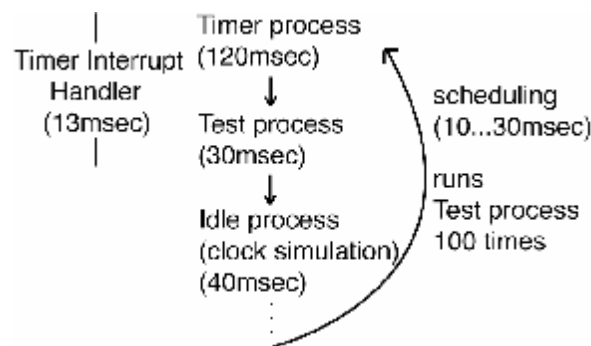 Timer Interrupt
Handler
(13msec)
Timer process
(120msec)
Test process
(30msec)
Idle process
(clock simulation)
(40msec)
scheduling
(10...30msec)
runs
Test process
100 times